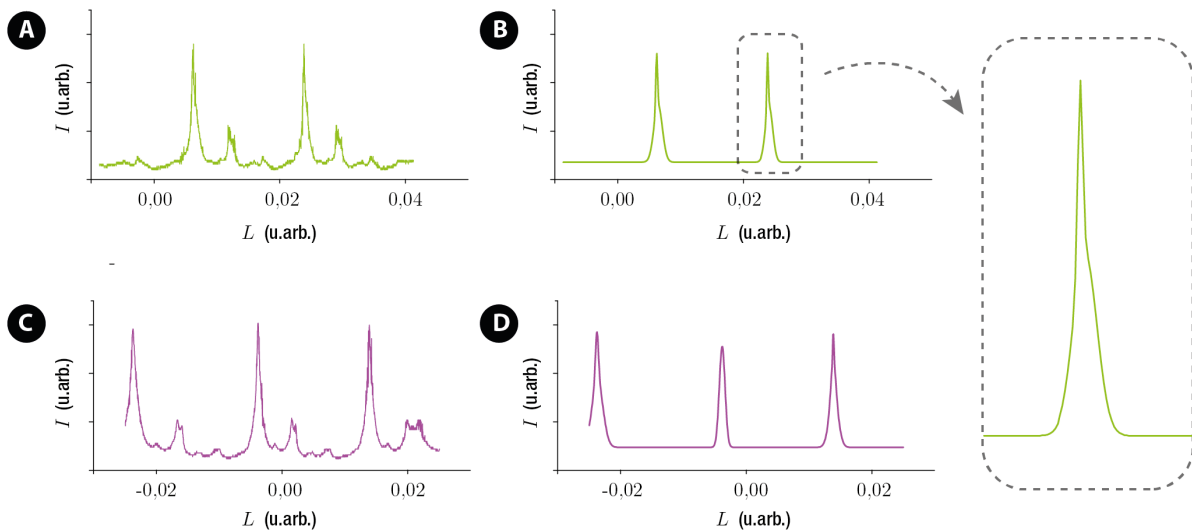 A
I (u.arb.)
0,00 0,02 0,04
L (u.arb.)
B
I (u.arb.)
0,00 0,02 0,04
L (u.arb.)
C
I (u.arb.)
-0,02 0,00 0,02
L (u.arb.)
D
I (u.arb.)
-0,02 0,00 0,02
L (u.arb.)